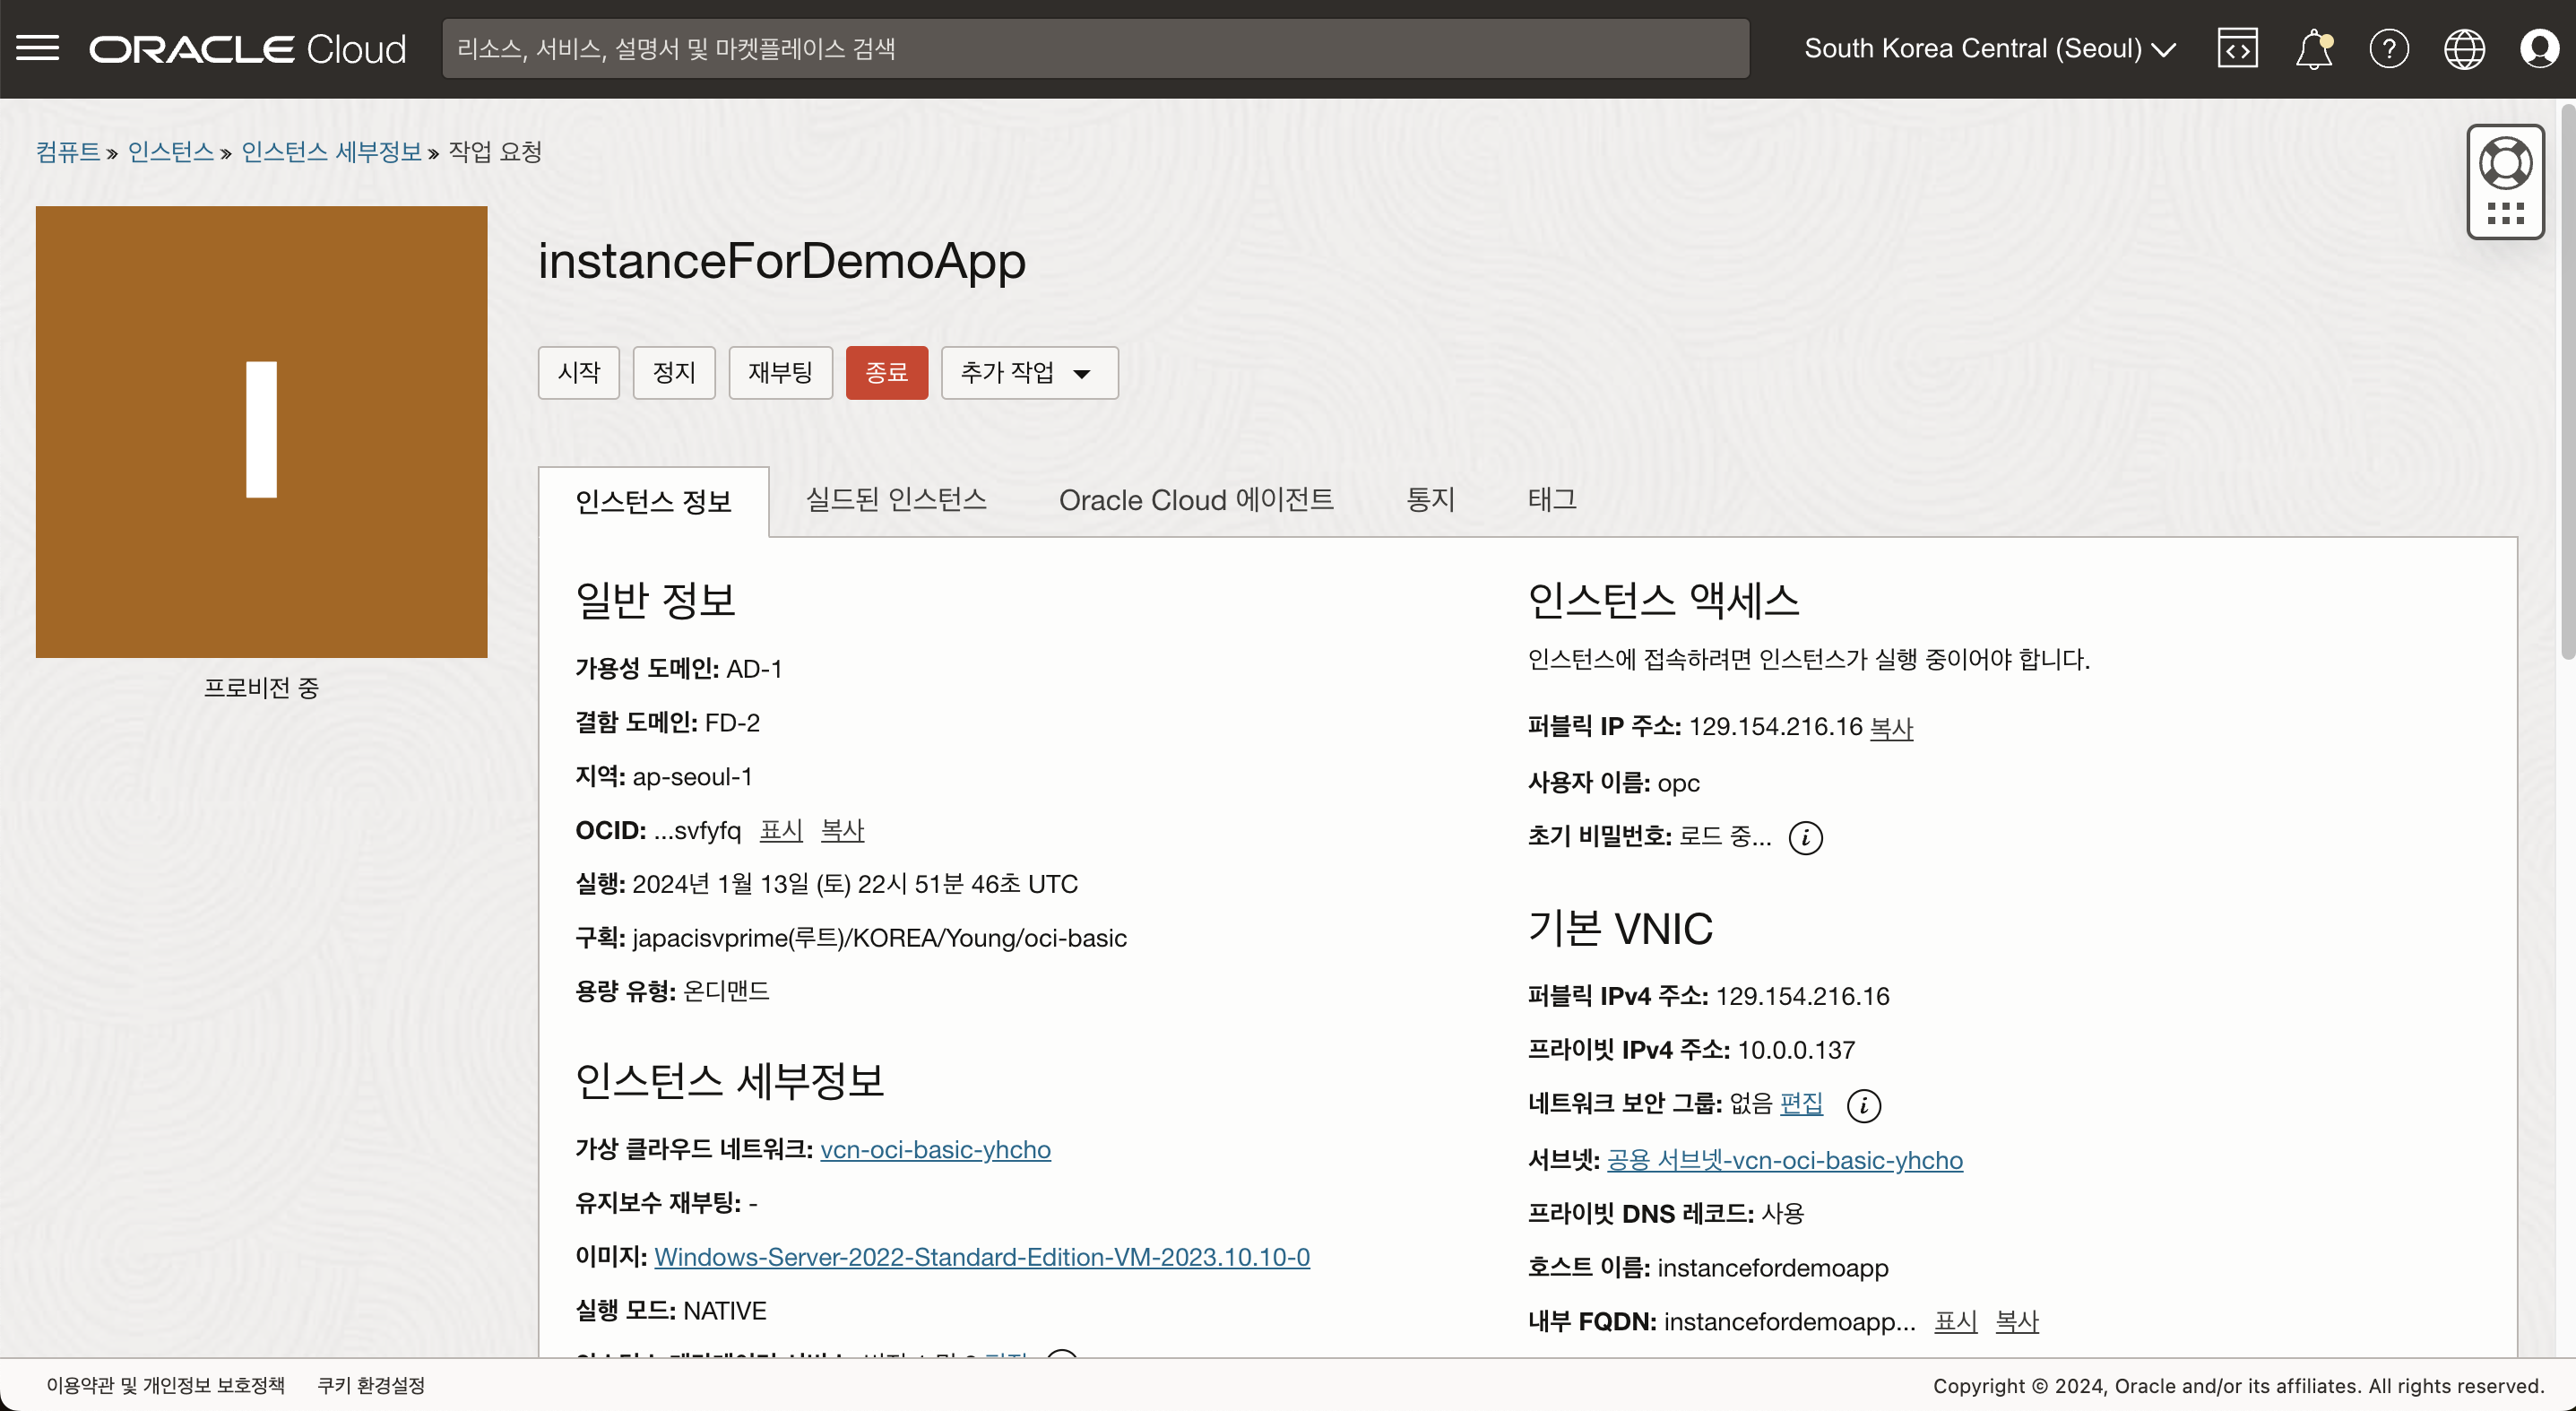 ORACLE Cloud
리소스, 서비스, 설명서 및 마켓플레이스 검색
South Korea Central (Seoul)
컴퓨트 » 인스턴스 » 인스턴스 세부정보 » 작업 요청
I
프로비전 중
instanceForDemoApp
시작 정지 재부팅 종료 추가 작업
인스턴스 정보 실드된 인스턴스 Oracle Cloud 에이전트 통지 태그
일반 정보
가용성 도메인: AD-1
결함 도메인: FD-2
지역: ap-seoul-1
OCID: ...svfyfq 표시 복사
실행: 2024년 1월 13일 (토) 22시 51분 46초 UTC
구획: japacisvprime(루트)/KOREA/Young/oci-basic
용량 유형: 온디맨드
인스턴스 세부정보
가상 클라우드 네트워크: vcn-oci-basic-yhcho
유지보수 재부팅: -
이미지: Windows-Server-2022-Standard-Edition-VM-2023.10.10-0
실행 모드: NATIVE
인스턴스 액세스
인스턴스에 접속하려면 인스턴스가 실행 중이어야 합니다.
퍼블릭 IP 주소: 129.154.216.16 복사
사용자 이름: opc
초기 비밀번호: 로드 중...
기본 VNIC
퍼블릭 IPv4 주소: 129.154.216.16
프라이빗 IPv4 주소: 10.0.0.137
네트워크 보안 그룹: 없음 편집
서브넷: 공용 서브넷-vcn-oci-basic-yhcho
프라이빗 DNS 레코드: 사용
호스트 이름: instancefordemoapp
내부 FQDN: instancefordemoapp... 표시 복사
이용약관 및 개인정보 보호정책 쿠키 환경설정
Copyright © 2024, Oracle and/or its affiliates. All rights reserved.